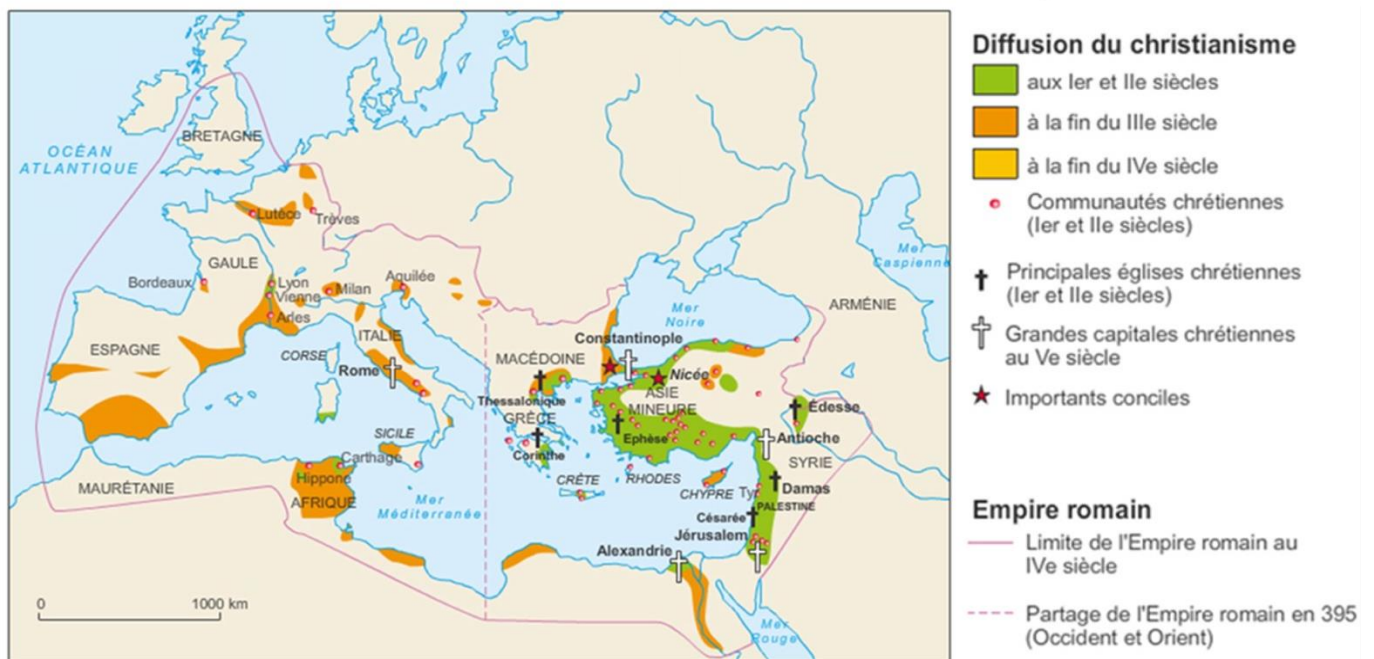 BRETAGNE
OCÉAN
ATLANTIQUE
Lutèce
Trèves
GAULE
Bordeaux
Lyon
Vienne
Milan
Aquilée
Arles
Mer
Caspienne
Mer
Noire
ARMÉNIE
ESPAGNE
CORSE
ITALIE
Rome
Constantinople
MACÉDOINE
Nicée
ASIE
MINEURE
Thessalonique
GRÈCE
Ephèse
Édesse
Corinthe
SICILE
Antioche
Carthage
Hippone
SYRIE
MAURÉTANIE
AFRIQUE
CRÊTE
RHODES
CHYPRE
Tyr
Damas
PALESTINE
Mer
Méditerranée
Césarée
Jérusalem
Alexandrie
0 1000 km
Mer
Rouge
Diffusion du christianisme
aux Ier et IIe siècles
à la fin du IIIe siècle
à la fin du IVe siècle
Communautés chrétiennes
(Ier et IIe siècles)
Principales églises chrétiennes
(Ier et IIe siècles)
Grandes capitales chrétiennes
au Ve siècle
Importants conciles
Empire romain
Limite de l'Empire romain au
IVe siècle
Partage de l'Empire romain en 395
(Occident et Orient)